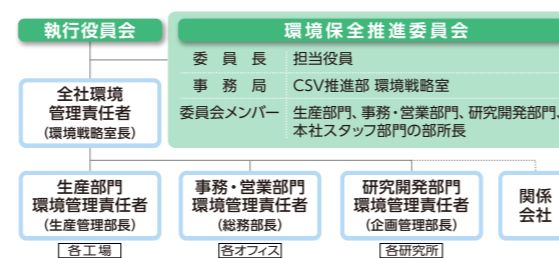 執行役員会
環境保全推進委員会
委員長 担当役員
事務局 CSV推進部 環境戦略室
委員会メンバー 生産部門、事務・営業部門、研究開発部門、
本社スタッフ部門の部所長
全社環境
管理責任者
(環境戦略室長)
生産部門
環境管理責任者
(生産管理部長)
各工場
事務・営業部門
環境管理責任者
(総務部長)
各オフィス
研究開発部門
環境管理責任者
(企画管理部長)
各研究所
関係
会社